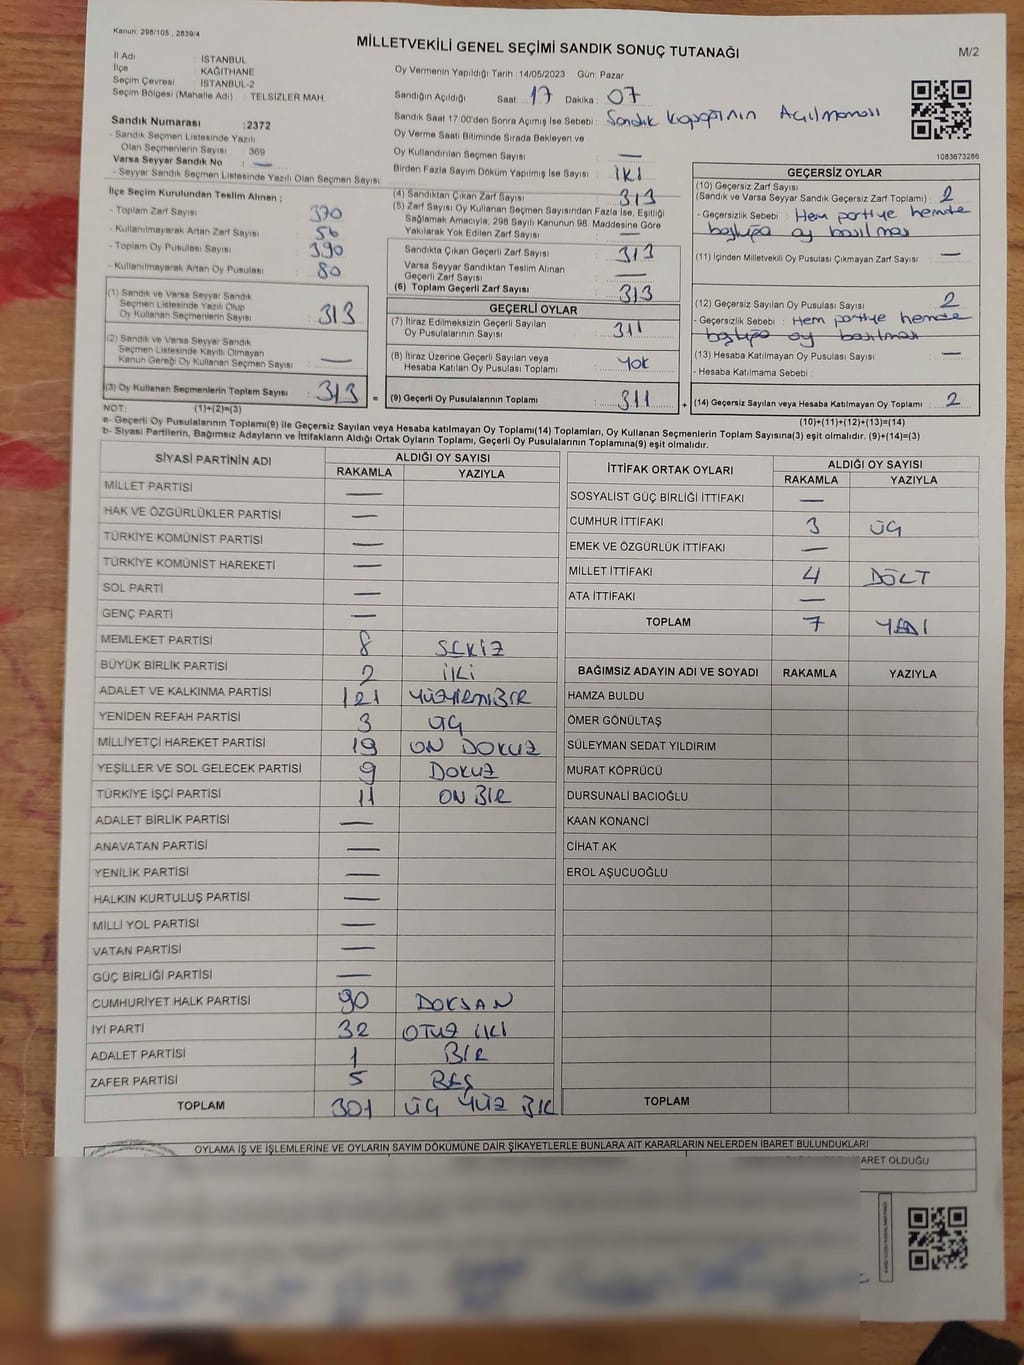 Kanun: 298/105 , 2839/4
MİLLETVEKİLİ GENEL SEÇİMİ SANDIK SONUÇ TUTANAĞI
M/2
İl Adı : İSTANBUL
İlçe : KAĞITHANE
Seçim Çevresi : İSTANBUL-2
Seçim Bölgesi (Mahalle Adı) : TELSİZLER MAH.
Oy Vermenin Yapıldığı Tarih : 14/05/2023 Gün: Pazar
Sandığın Açıldığı Saat: 17 Dakika : 07
Sandık Saat 17:00'den Sonra Açımış İse Sebebi : Sandık Kapağının Açılmaması
Oy Verme Saati Bitiminde Sırada Bekleyen ve
Oy Kullandırılan Seçmen Sayısı : —
Birden Fazla Sayım Döküm Yapılmış İse Sayısı : İKİ
1083673286
Sandık Numarası :2372
- Sandık Seçmen Listesinde Yazılı
Olan Seçmenlerin Sayısı : 369
Varsa Seyyar Sandık No : —
- Seyyar Sandık Seçmen Listesinde Yazılı Olan Seçmen Sayısı
İlçe Seçim Kurulundan Teslim Alınan ;
- Toplam Zarf Sayısı : 370
- Kullanılmayarak Artan Zarf Sayısı : 56
- Toplam Oy Pusulası Sayısı : 390
- Kullanılmayarak Artan Oy Pusulası : 80
(1) Sandık ve Varsa Seyyar Sandık
Seçmen Listesinde Yazılı Olup
Oy Kullanan Seçmenlerin Sayısı : 313
(2) Sandık ve Varsa Seyyar Sandık
Seçmen Listesinde Kayıtlı Olmayan
Kanun Gereği Oy Kullanan Seçmen Sayısı : —
(3) Oy Kullanan Seçmenlerin Toplam Sayısı : 313 =
(4) Sandıktan Çıkan Zarf Sayısı : 313
(5) Zarf Sayısı Oy Kullanan Seçmen Sayısından Fazla İse, Eşitliği
Sağlamak Amacıyla, 298 Sayılı Kanunun 98. Maddesine Göre
Yakılarak Yok Edilen Zarf Sayısı : —
Sandıkta Çıkan Geçerli Zarf Sayısı : 313
Varsa Seyyar Sandıktan Teslim Alınan
Geçerli Zarf Sayısı : —
(6) Toplam Geçerli Zarf Sayısı : 313
GEÇERLİ OYLAR
(7) İtiraz Edilmeksizin Geçerli Sayılan
Oy Pusulalarının Sayısı : 311
(8) İtiraz Üzerine Geçerli Sayılan veya
Hesaba Katılan Oy Pusulası Toplamı : YOK
(9) Geçerli Oy Pusulalarının Toplamı : 311 +
GEÇERSİZ OYLAR
(10) Geçersiz Zarf Sayısı
(Sandık ve Varsa Seyyar Sandık Geçersiz Zarf Toplamı) : 2
- Geçersizlik Sebebi : Hem partiye hemde
boşluğa oy basılması
(11) İçinden Milletvekili Oy Pusulası Çıkmayan Zarf Sayısı : —
(12) Geçersiz Sayılan Oy Pusulası Sayısı : 2
- Geçersizlik Sebebi : Hem partiye hemde
boşluğa oy basılması
(13) Hesaba Katılmayan Oy Pusulası Sayısı : —
- Hesaba Katılmama Sebebi :
(14) Geçersiz Sayılan veya Hesaba Katılmayan Oy Toplamı : 2
NOT: (1)+(2)=(3)
(10)+(11)+(12)+(13)=(14)
a- Geçerli Oy Pusulalarının Toplamı(9) ile Geçersiz Sayılan veya Hesaba katılmayan Oy Toplamı(14) Toplamları, Oy Kullanan Seçmenlerin Toplam Sayısına(3) eşit olmalıdır. (9)+(14)=(3)
b- Siyasi Partilerin, Bağımsız Adayların ve İttifakların Aldığı Ortak Oyların Toplamı, Geçerli Oy Pusulalarının Toplamına(9) eşit olmalıdır.
SİYASİ PARTİNİN ADI ALDIĞI OY SAYISI
RAKAMLA YAZIYLA
MİLLET PARTİSİ —
HAK VE ÖZGÜRLÜKLER PARTİSİ —
TÜRKİYE KOMÜNİST PARTİSİ —
TÜRKİYE KOMÜNİST HAREKETİ —
SOL PARTİ —
GENÇ PARTİ —
MEMLEKET PARTİSİ 8 SEKİZ
BÜYÜK BİRLİK PARTİSİ 2 İKİ
ADALET VE KALKINMA PARTİSİ 121 YÜZYİRMİBİR
YENİDEN REFAH PARTİSİ 3 ÜÇ
MİLLİYETÇİ HAREKET PARTİSİ 19 ON DOKUZ
YEŞİLLER VE SOL GELECEK PARTİSİ 9 DOKUZ
TÜRKİYE İŞÇİ PARTİSİ 11 ON BİR
ADALET BİRLİK PARTİSİ —
ANAVATAN PARTİSİ —
YENİLİK PARTİSİ —
HALKIN KURTULUŞ PARTİSİ —
MİLLİ YOL PARTİSİ —
VATAN PARTİSİ —
GÜÇ BİRLİĞİ PARTİSİ —
CUMHURİYET HALK PARTİSİ 90 DOKSAN
İYİ PARTİ 32 OTUZ İKİ
ADALET PARTİSİ 1 BİR
ZAFER PARTİSİ 5 BEŞ
TOPLAM 301 ÜÇ YÜZ BİR
İTTİFAK ORTAK OYLARI ALDIĞI OY SAYISI
RAKAMLA YAZIYLA
SOSYALİST GÜÇ BİRLİĞİ İTTİFAKI —
CUMHUR İTTİFAKI 3 ÜÇ
EMEK VE ÖZGÜRLÜK İTTİFAKI —
MİLLET İTTİFAKI 4 DÖRT
ATA İTTİFAKI —
TOPLAM 7 YEDİ
BAĞIMSIZ ADAYIN ADI VE SOYADI RAKAMLA YAZIYLA
HAMZA BULDU
ÖMER GÖNÜLTAŞ
SÜLEYMAN SEDAT YILDIRIM
MURAT KÖPRÜCÜ
DURSUNALİ BACIOĞLU
KAAN KONANCİ
CİHAT AK
EROL AŞUCUOĞLU
TOPLAM
OYLAMA İŞ VE İŞLEMLERİNE VE OYLARIN SAYIM DÖKÜMÜNE DAİR ŞİKAYETLERLE BUNLARA AİT KARARLARIN NELERDEN İBARET BULUNDUKLARI
BARET OLDUĞU